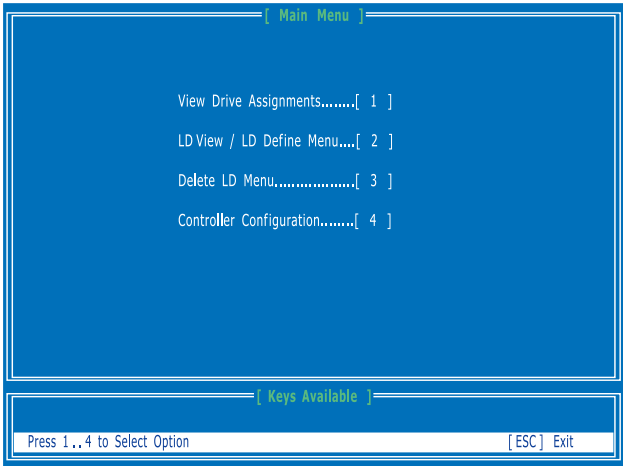 [ Main Menu ]
View Drive Assignments........[ 1 ]
LD View / LD Define Menu....[ 2 ]
Delete LD Menu...................[ 3 ]
Controller Configuration........[ 4 ]
[ Keys Available ]
Press 1..4 to Select Option [ESC] Exit